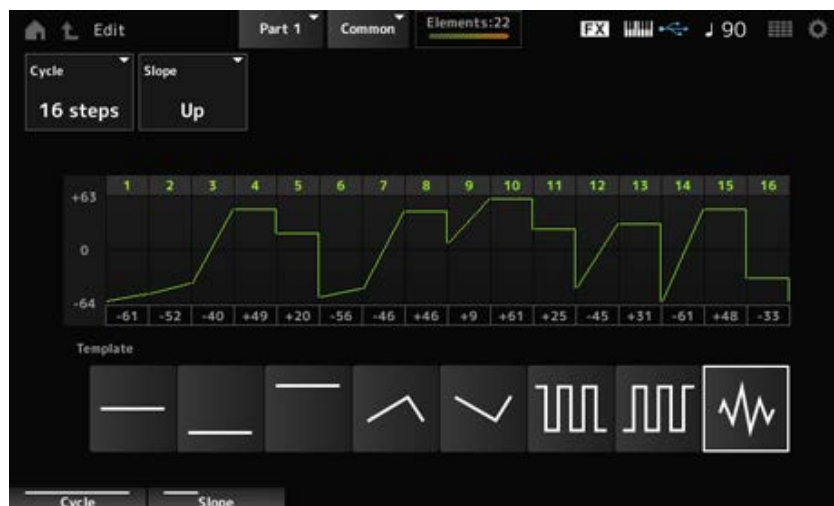 Edit
Part 1
Common
Elements:22
FX
♩ 90
Cycle
16 steps
Slope
Up
1 2 3 4 5 6 7 8 9 10 11 12 13 14 15 16
+63
0
-64
-61 -52 -40 +49 +20 -56 -46 +46 +9 +61 +25 -45 +31 -61 +48 -33
Template
Cycle
Slope